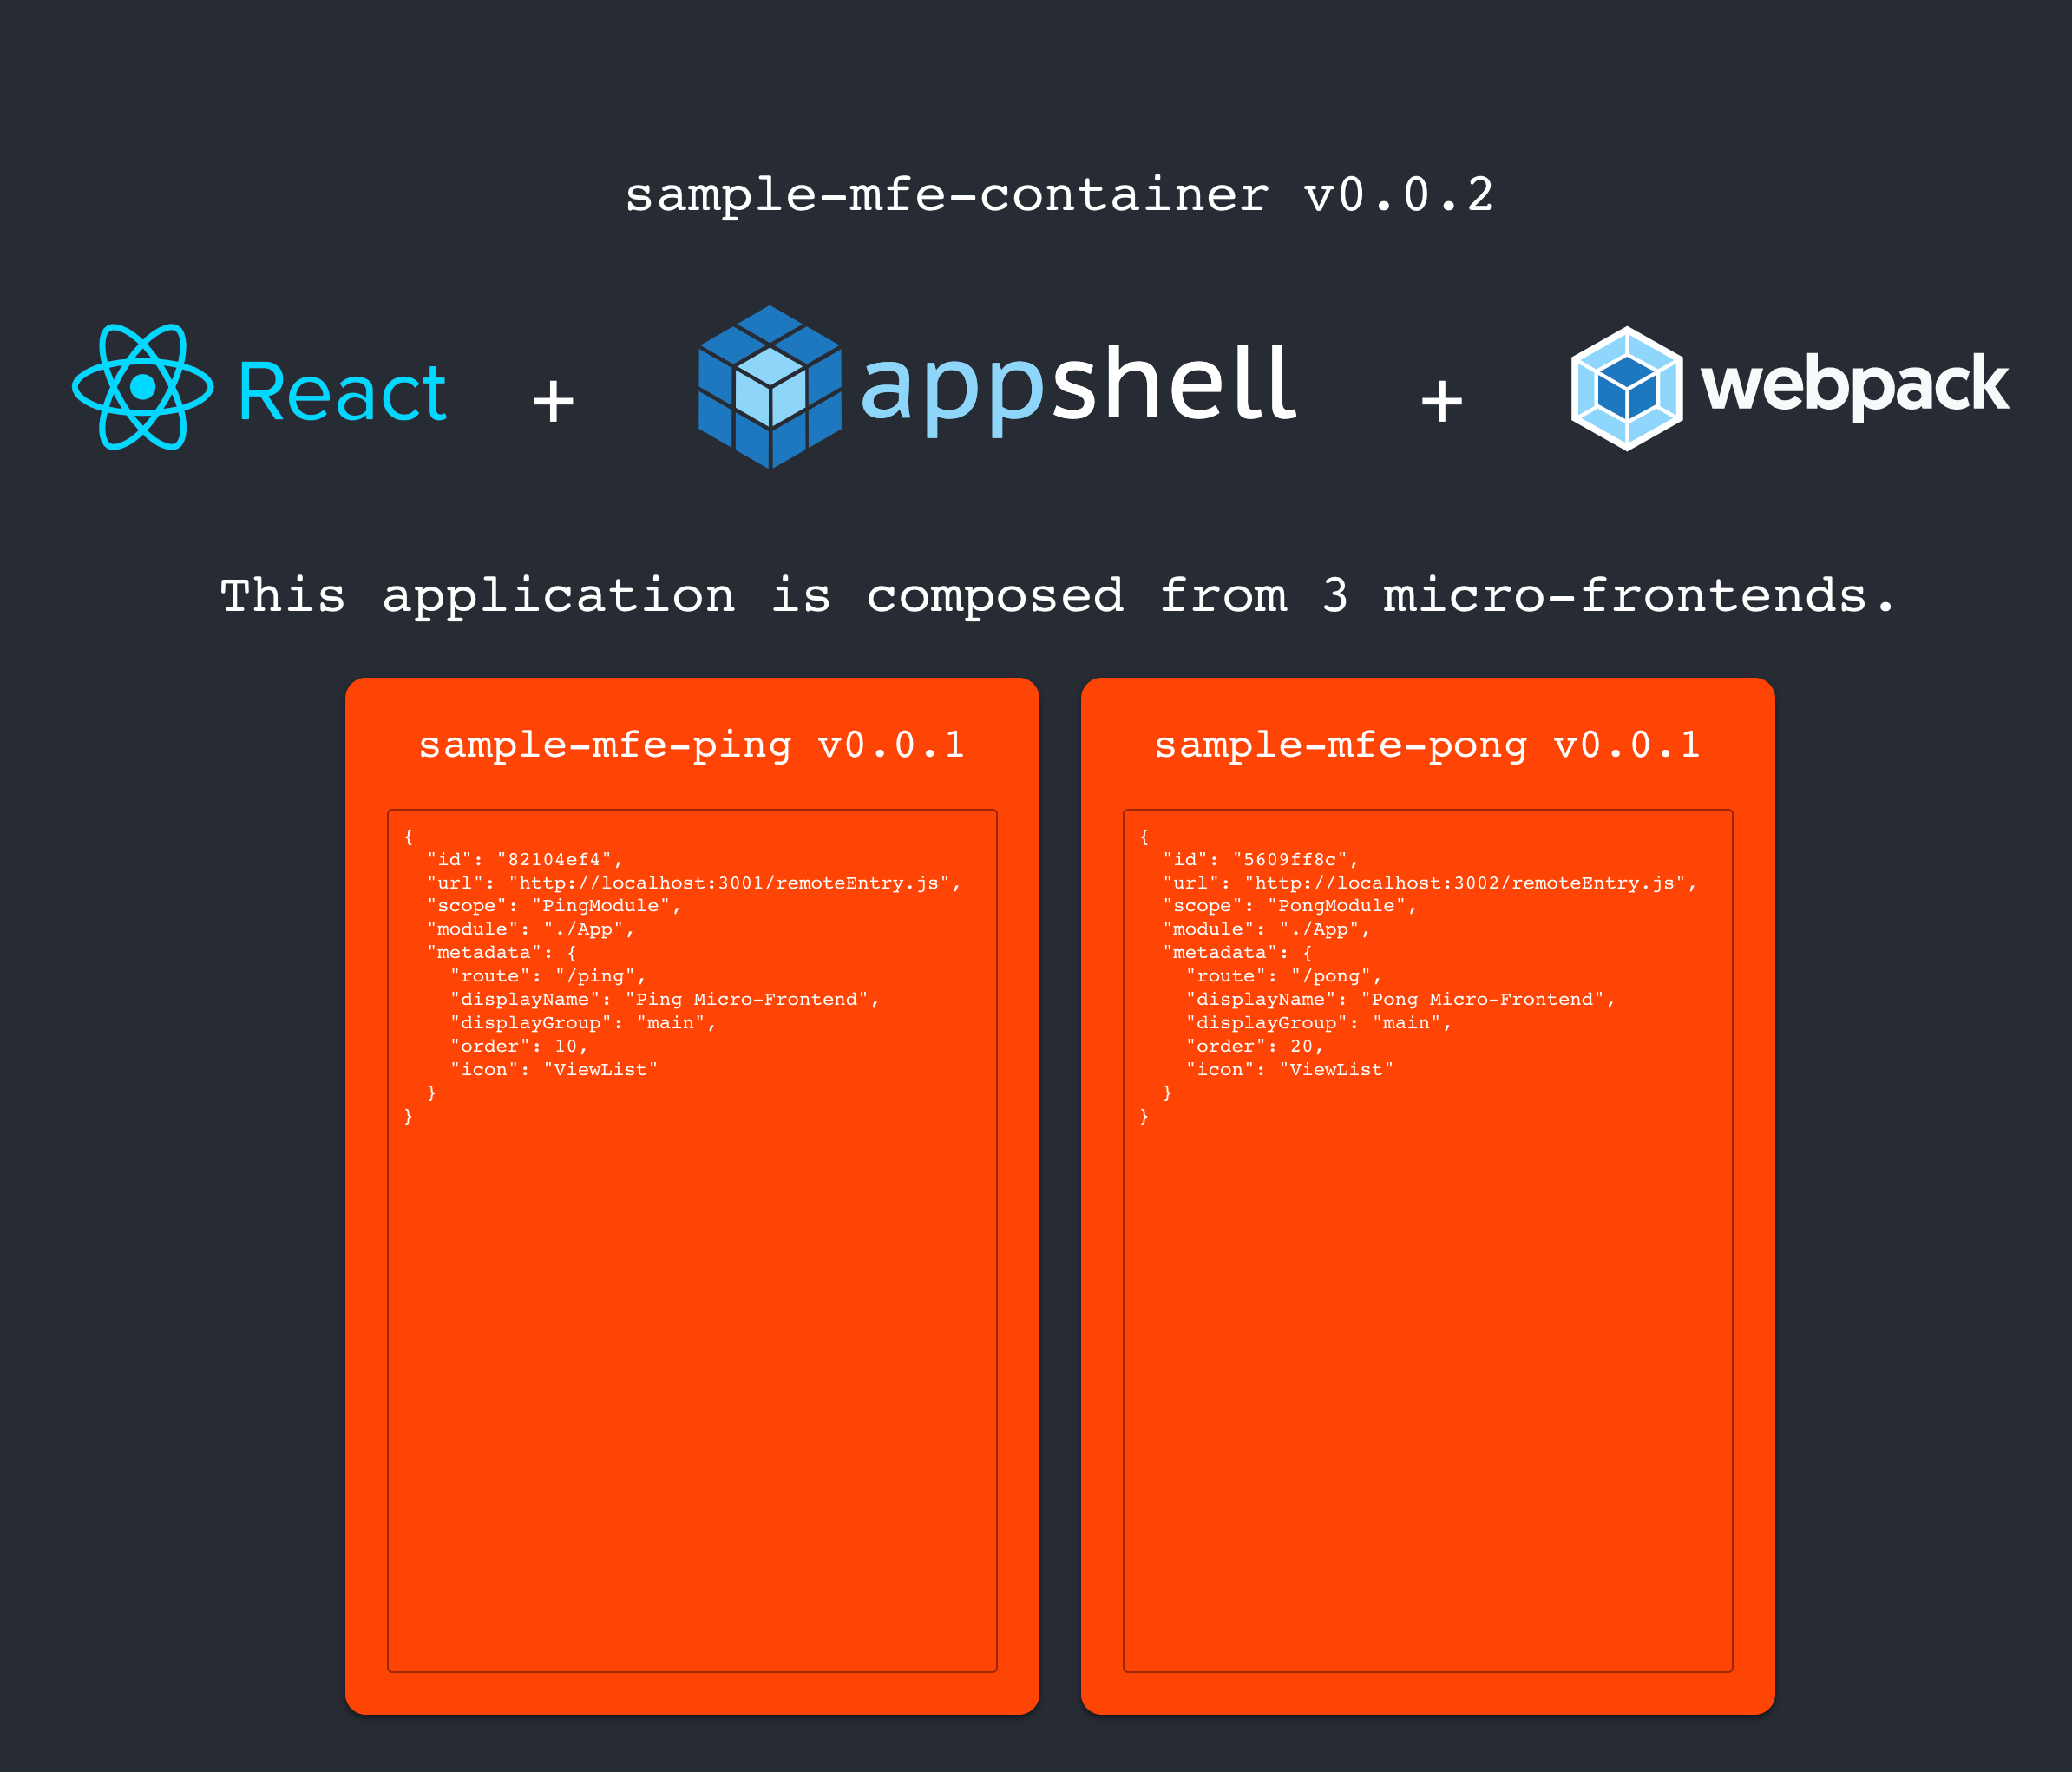 sample-mfe-container v0.0.2
React + appshell + webpack
This application is composed from 3 micro-frontends.
sample-mfe-ping v0.0.1
{
  "id": "82104ef4",
  "url": "http://localhost:3001/remoteEntry.js",
  "scope": "PingModule",
  "module": "./App",
  "metadata": {
    "route": "/ping",
    "displayName": "Ping Micro-Frontend",
    "displayGroup": "main",
    "order": 10,
    "icon": "ViewList"
  }
}
sample-mfe-pong v0.0.1
{
  "id": "5609ff8c",
  "url": "http://localhost:3002/remoteEntry.js",
  "scope": "PongModule",
  "module": "./App",
  "metadata": {
    "route": "/pong",
    "displayName": "Pong Micro-Frontend",
    "displayGroup": "main",
    "order": 20,
    "icon": "ViewList"
  }
}